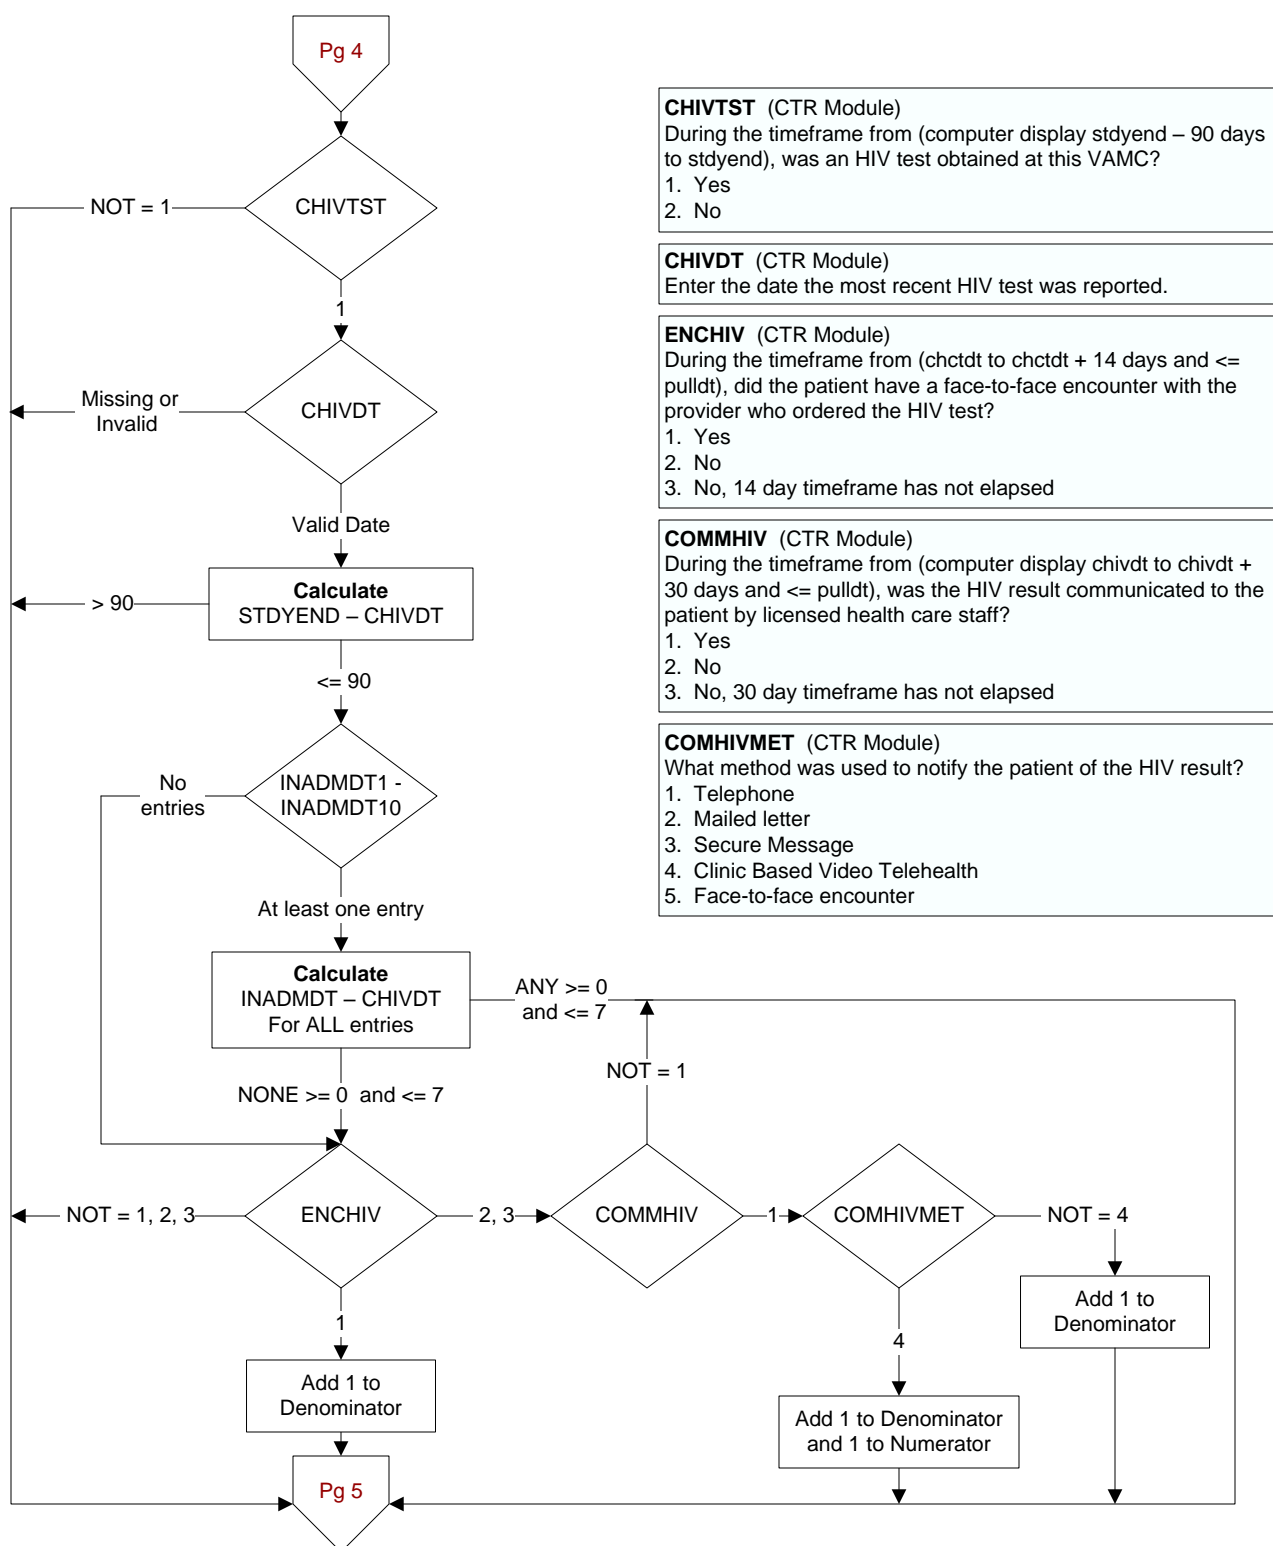 Pg 4
CHIVTST (CTR Module)
During the timeframe from (computer display stdyend – 90 days
to stdyend), was an HIV test obtained at this VAMC?
1. Yes
2. No
CHIVTST
NOT = 1
1
CHIVDT (CTR Module)
Enter the date the most recent HIV test was reported.
ENCHIV (CTR Module)
During the timeframe from (chctdt to chctdt + 14 days and <=
pulldt), did the patient have a face-to-face encounter with the
provider who ordered the HIV test?
1. Yes
2. No
3. No, 14 day timeframe has not elapsed
CHIVDT
Missing or
Invalid
Valid Date
COMMHIV (CTR Module)
During the timeframe from (computer display chivdt to chivdt +
30 days and <= pulldt), was the HIV result communicated to the
patient by licensed health care staff?
1. Yes
2. No
3. No, 30 day timeframe has not elapsed
Calculate
STDYEND – CHIVDT
> 90
<= 90
COMHIVMET (CTR Module)
What method was used to notify the patient of the HIV result?
1. Telephone
2. Mailed letter
3. Secure Message
4. Clinic Based Video Telehealth
5. Face-to-face encounter
INADMDT1 -
INADMDT10
No
entries
At least one entry
Calculate
INADMDT – CHIVDT
For ALL entries
ANY >= 0
and <= 7
NONE >= 0 and <= 7
NOT = 1
NOT = 1, 2, 3
ENCHIV
2, 3
COMMHIV
1
COMHIVMET
NOT = 4
1
4
Add 1 to
Denominator
Add 1 to
Denominator
Add 1 to Denominator
and 1 to Numerator
Pg 5